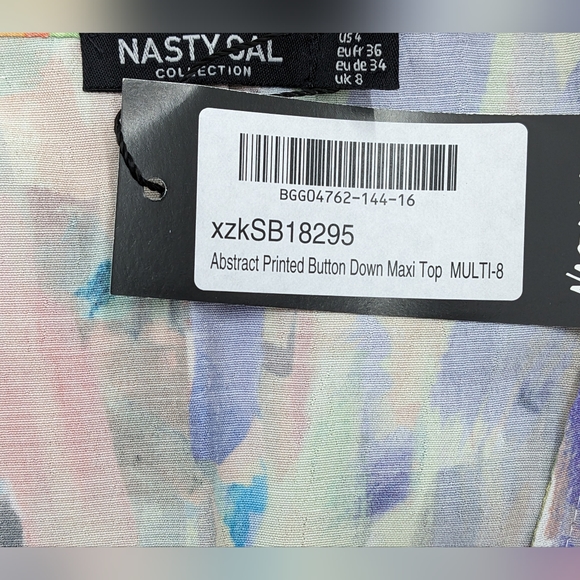 NASTY GAL
COLLECTION
us 4
eu fr 36
eu de 34
uk 8
BGG04762-144-16
xzkSB18295
Abstract Printed Button Down Maxi Top MULTI-8